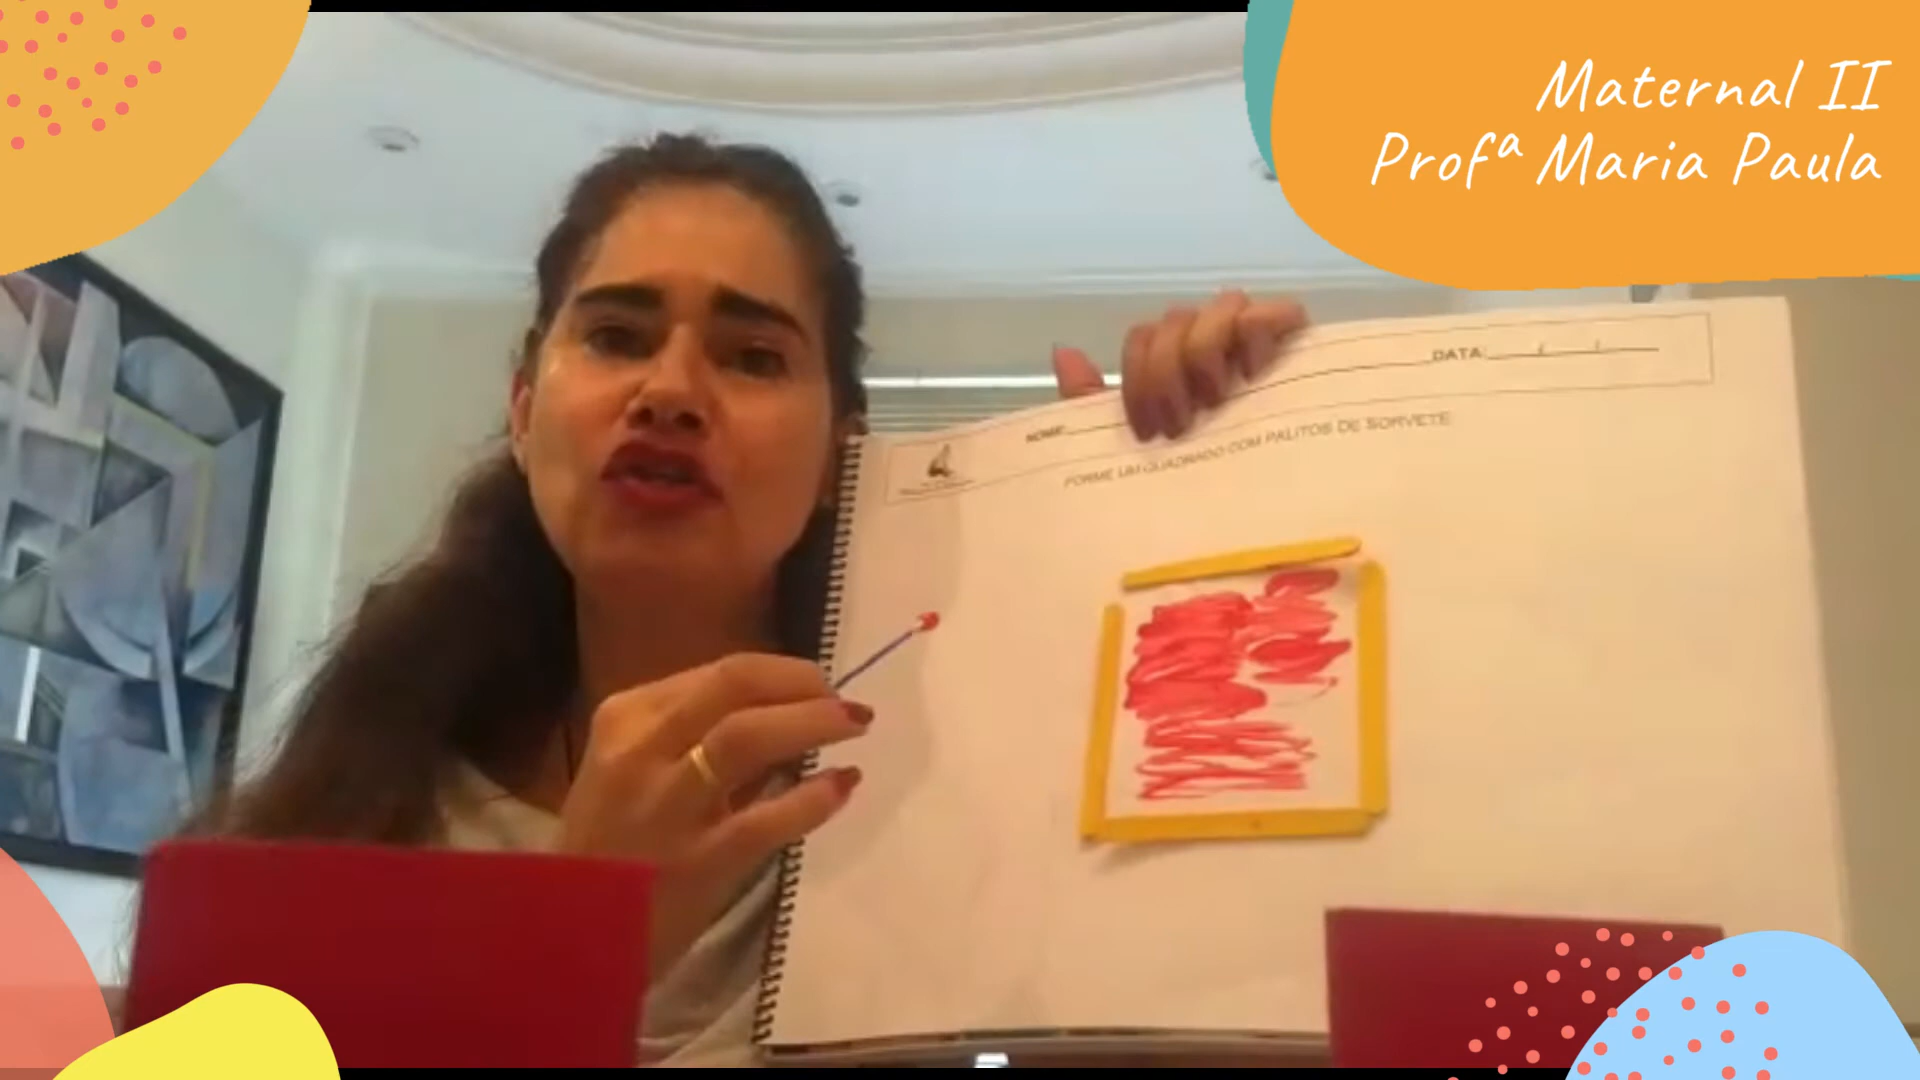 Maternal II
Profª Maria Paula
NOME: DATA: / /
FORME UM QUADRADO COM PALITOS DE SORVETE